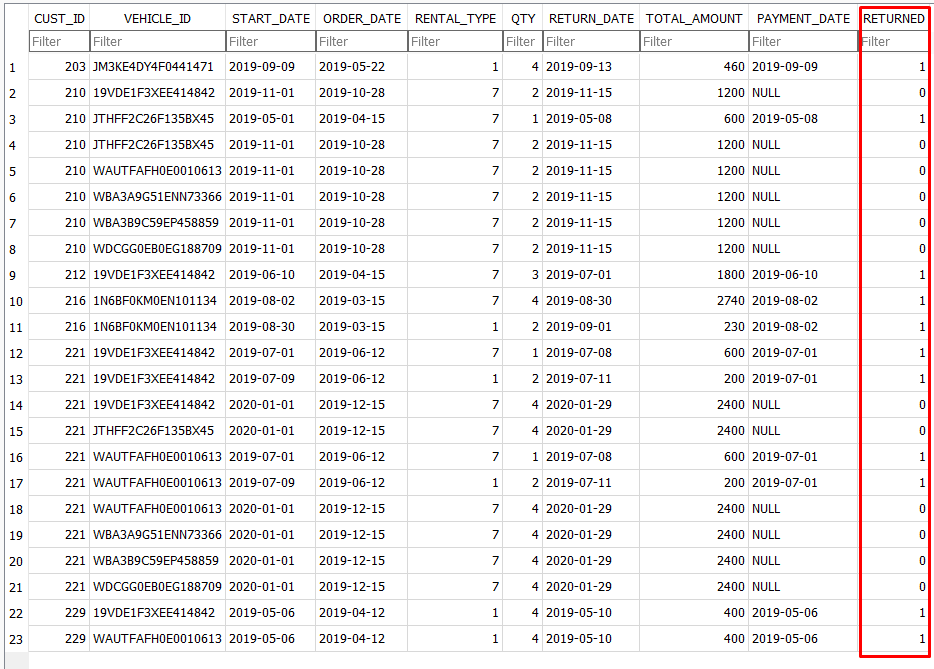 CUST_ID VEHICLE_ID START_DATE ORDER_DATE RENTAL_TYPE QTY RETURN_DATE TOTAL_AMOUNT PAYMENT_DATE RETURNED
Filter Filter Filter Filter Filter Filter Filter Filter Filter Filter
1 203 JM3KE4DY4F0441471 2019-09-09 2019-05-22 1 4 2019-09-13 460 2019-09-09 1
2 210 19VDE1F3XEE414842 2019-11-01 2019-10-28 7 2 2019-11-15 1200 NULL 0
3 210 JTHFF2C26F135BX45 2019-05-01 2019-04-15 7 1 2019-05-08 600 2019-05-08 1
4 210 JTHFF2C26F135BX45 2019-11-01 2019-10-28 7 2 2019-11-15 1200 NULL 0
5 210 WAUTFAFH0E0010613 2019-11-01 2019-10-28 7 2 2019-11-15 1200 NULL 0
6 210 WBA3A9G51ENN73366 2019-11-01 2019-10-28 7 2 2019-11-15 1200 NULL 0
7 210 WBA3B9C59EP458859 2019-11-01 2019-10-28 7 2 2019-11-15 1200 NULL 0
8 210 WDCGG0EB0EG188709 2019-11-01 2019-10-28 7 2 2019-11-15 1200 NULL 0
9 212 19VDE1F3XEE414842 2019-06-10 2019-04-15 7 3 2019-07-01 1800 2019-06-10 1
10 216 1N6BF0KM0EN101134 2019-08-02 2019-03-15 7 4 2019-08-30 2740 2019-08-02 1
11 216 1N6BF0KM0EN101134 2019-08-30 2019-03-15 1 2 2019-09-01 230 2019-08-02 1
12 221 19VDE1F3XEE414842 2019-07-01 2019-06-12 7 1 2019-07-08 600 2019-07-01 1
13 221 19VDE1F3XEE414842 2019-07-09 2019-06-12 1 2 2019-07-11 200 2019-07-01 1
14 221 19VDE1F3XEE414842 2020-01-01 2019-12-15 7 4 2020-01-29 2400 NULL 0
15 221 JTHFF2C26F135BX45 2020-01-01 2019-12-15 7 4 2020-01-29 2400 NULL 0
16 221 WAUTFAFH0E0010613 2019-07-01 2019-06-12 7 1 2019-07-08 600 2019-07-01 1
17 221 WAUTFAFH0E0010613 2019-07-09 2019-06-12 1 2 2019-07-11 200 2019-07-01 1
18 221 WAUTFAFH0E0010613 2020-01-01 2019-12-15 7 4 2020-01-29 2400 NULL 0
19 221 WBA3A9G51ENN73366 2020-01-01 2019-12-15 7 4 2020-01-29 2400 NULL 0
20 221 WBA3B9C59EP458859 2020-01-01 2019-12-15 7 4 2020-01-29 2400 NULL 0
21 221 WDCGG0EB0EG188709 2020-01-01 2019-12-15 7 4 2020-01-29 2400 NULL 0
22 229 19VDE1F3XEE414842 2019-05-06 2019-04-12 1 4 2019-05-10 400 2019-05-06 1
23 229 WAUTFAFH0E0010613 2019-05-06 2019-04-12 1 4 2019-05-10 400 2019-05-06 1